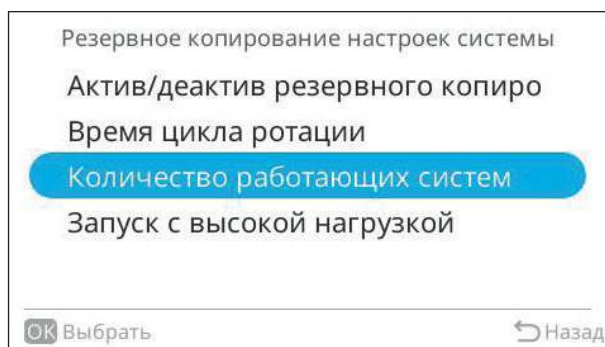 Резервное копирование настроек системы
Актив/деактив резервного копиро
Время цикла ротации
Количество работающих систем
Запуск с высокой нагрузкой
OK Выбрать
Назад